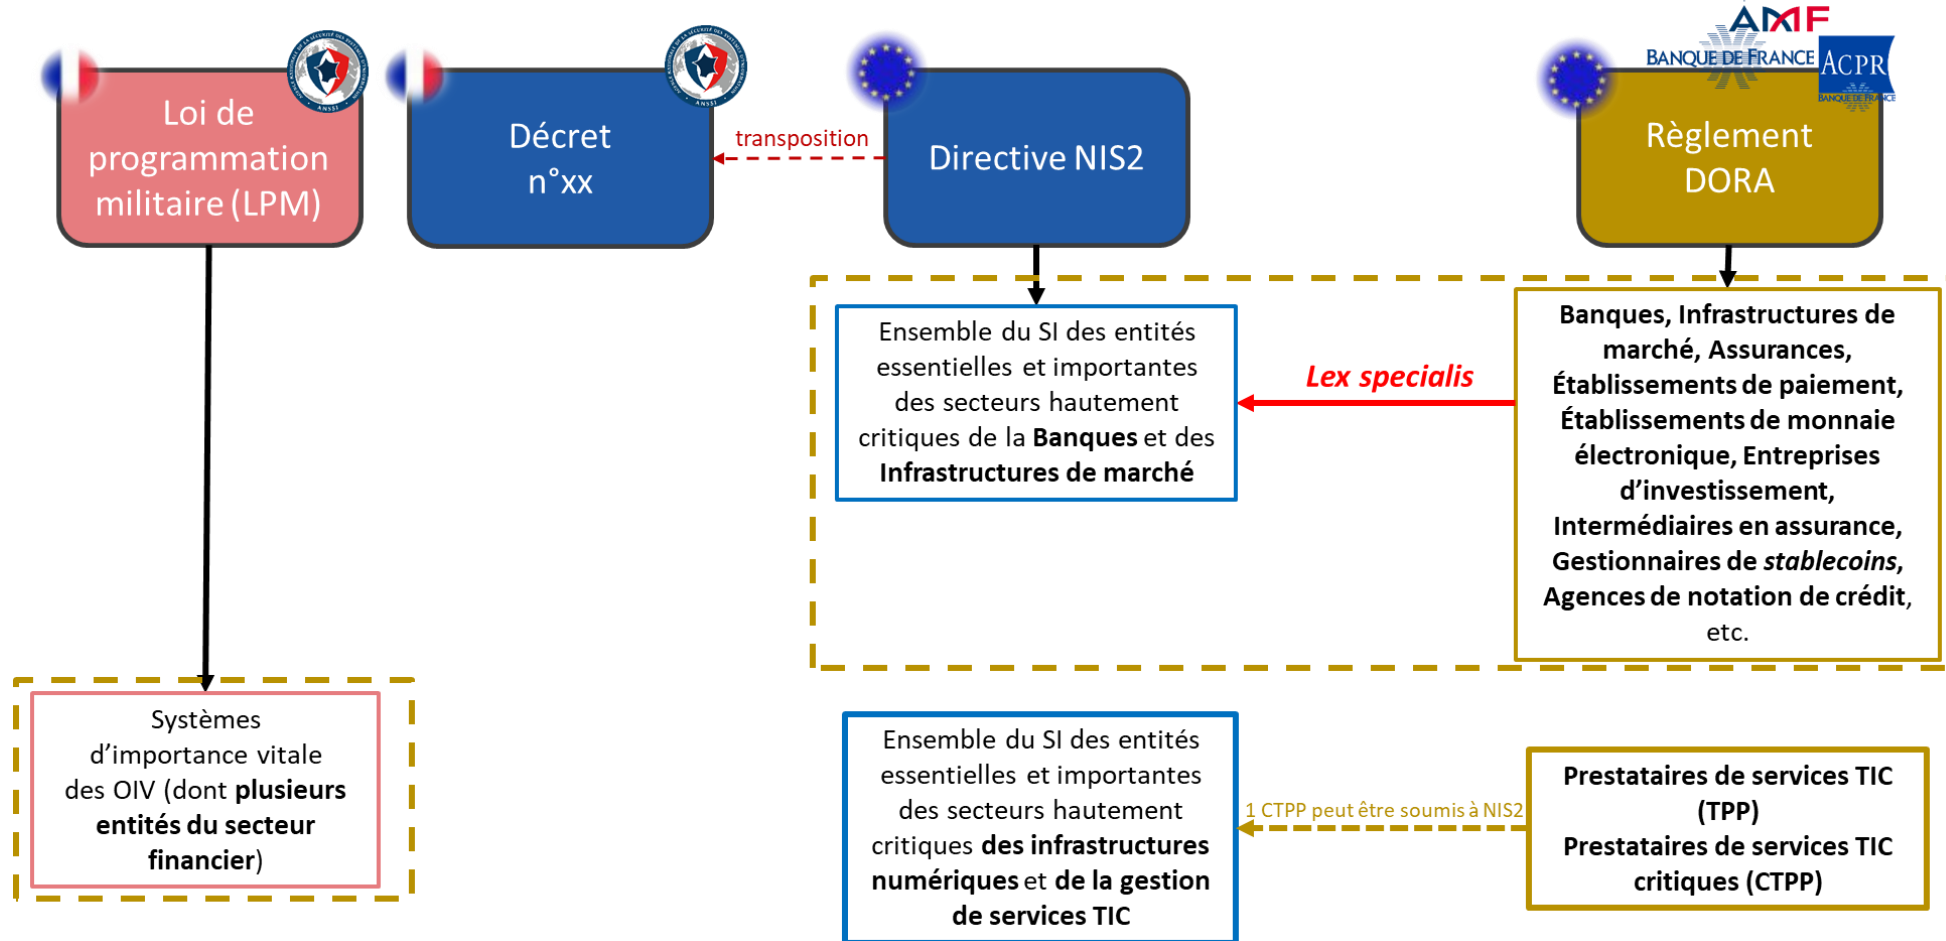 AMF
BANQUE DE FRANCE
ACPR
BANQUE DE FRANCE
ANSSI
ANSSI
Loi de
programmation
militaire (LPM)
Décret
n°xx
transposition
Directive NIS2
Règlement
DORA
Ensemble du SI des entités
essentielles et importantes
des secteurs hautement
critiques de la Banques et des
Infrastructures de marché
Lex specialis
Banques, Infrastructures de
marché, Assurances,
Établissements de paiement,
Établissements de monnaie
électronique, Entreprises
d’investissement,
Intermédiaires en assurance,
Gestionnaires de stablecoins,
Agences de notation de crédit,
etc.
Systèmes
d’importance vitale
des OIV (dont plusieurs
entités du secteur
financier)
Ensemble du SI des entités
essentielles et importantes
des secteurs hautement
critiques des infrastructures
numériques et de la gestion
de services TIC
1 CTPP peut être soumis à NIS2
Prestataires de services TIC
(TPP)
Prestataires de services TIC
critiques (CTPP)